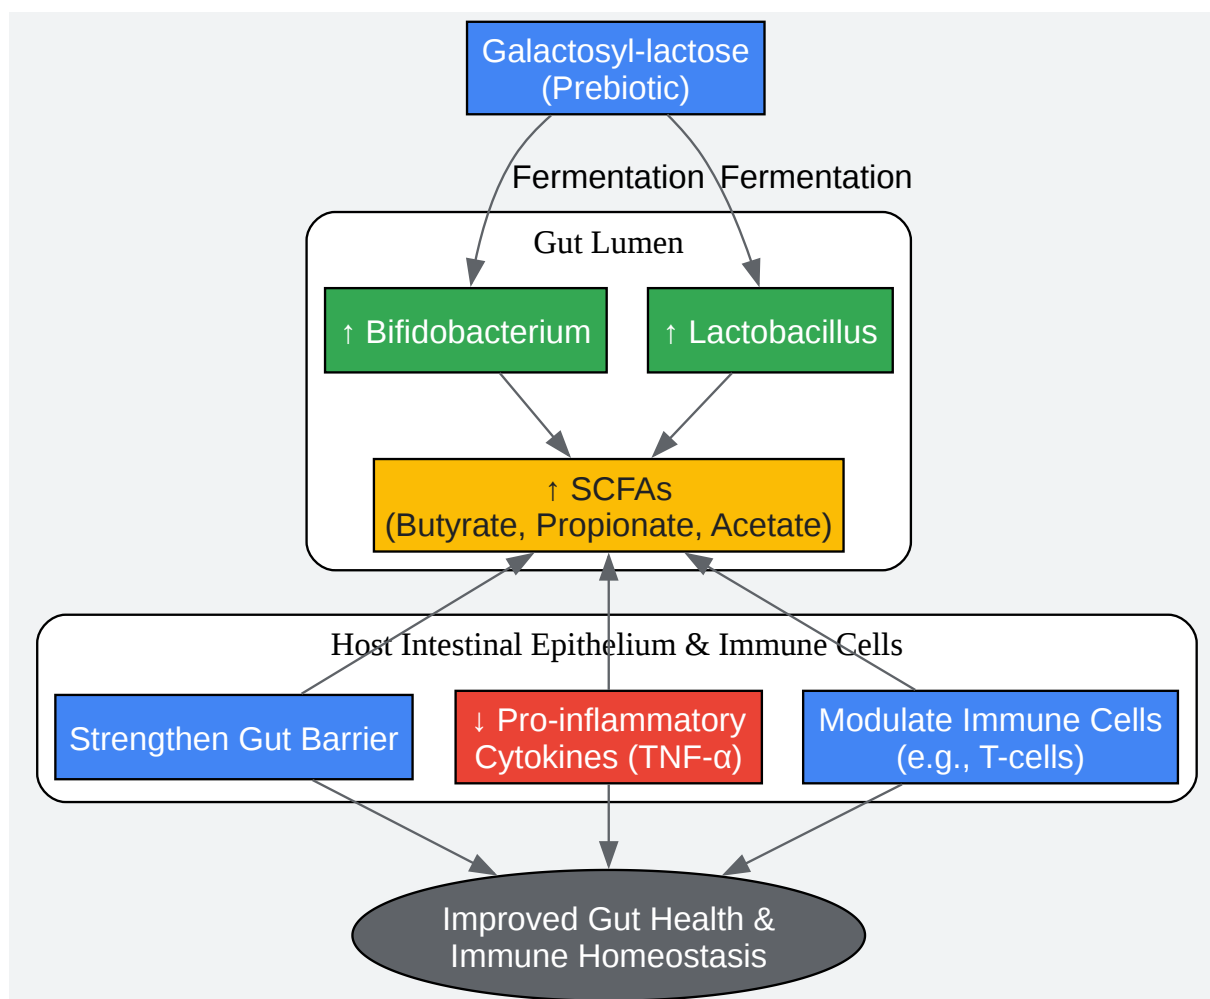 Galactosyl-lactose
(Prebiotic)
Fermentation
Fermentation
Gut Lumen
↑ Bifidobacterium
↑ Lactobacillus
↑ SCFAs
(Butyrate, Propionate, Acetate)
Host Intestinal Epithelium & Immune Cells
Strengthen Gut Barrier
↓ Pro-inflammatory
Cytokines (TNF-α)
Modulate Immune Cells
(e.g., T-cells)
Improved Gut Health &
Immune Homeostasis